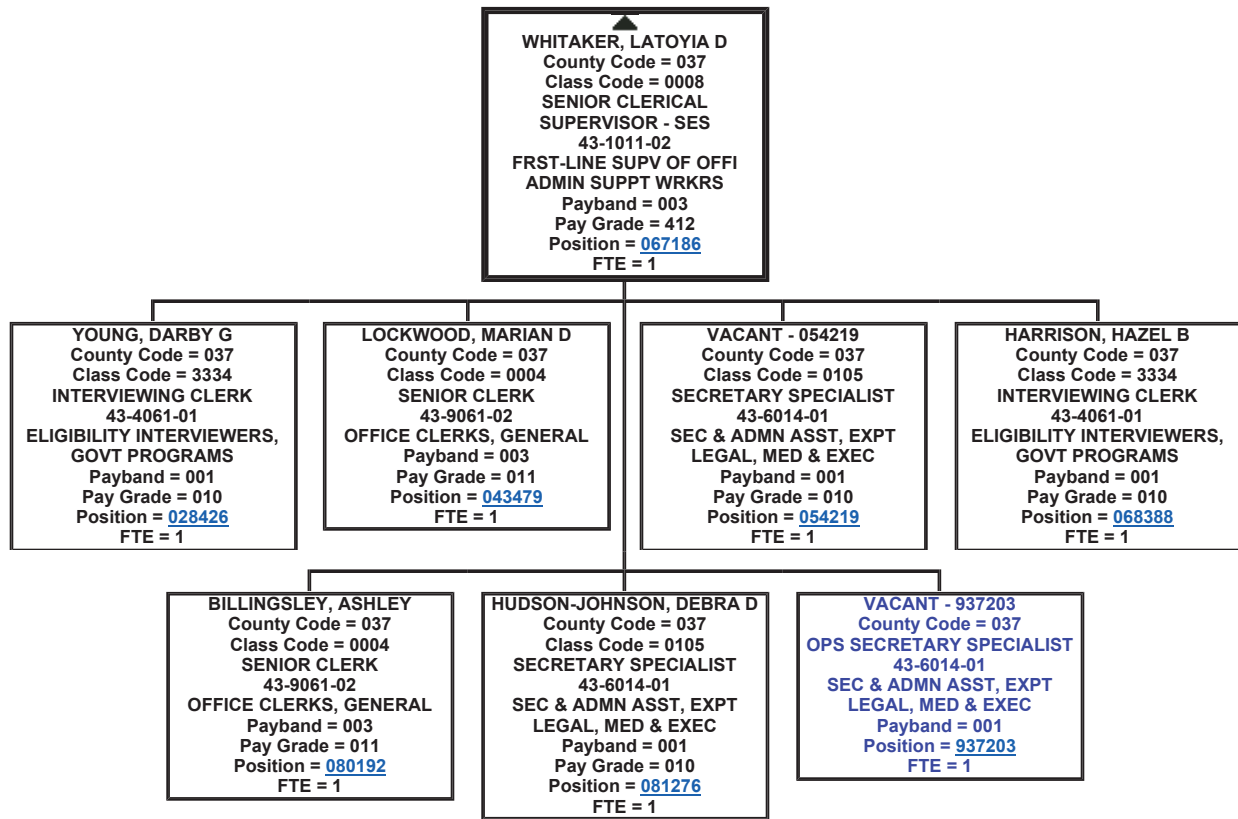 WHITAKER, LATOYIA D
County Code = 037
Class Code = 0008
SENIOR CLERICAL
SUPERVISOR - SES
43-1011-02
FRST-LINE SUPV OF OFFI
ADMIN SUPPT WRKRS
Payband = 003
Pay Grade = 412
Position = 067186
FTE = 1
YOUNG, DARBY G
County Code = 037
Class Code = 3334
INTERVIEWING CLERK
43-4061-01
ELIGIBILITY INTERVIEWERS,
GOVT PROGRAMS
Payband = 001
Pay Grade = 010
Position = 028426
FTE = 1
LOCKWOOD, MARIAN D
County Code = 037
Class Code = 0004
SENIOR CLERK
43-9061-02
OFFICE CLERKS, GENERAL
Payband = 003
Pay Grade = 011
Position = 043479
FTE = 1
VACANT - 054219
County Code = 037
Class Code = 0105
SECRETARY SPECIALIST
43-6014-01
SEC & ADMN ASST, EXPT
LEGAL, MED & EXEC
Payband = 001
Pay Grade = 010
Position = 054219
FTE = 1
HARRISON, HAZEL B
County Code = 037
Class Code = 3334
INTERVIEWING CLERK
43-4061-01
ELIGIBILITY INTERVIEWERS,
GOVT PROGRAMS
Payband = 001
Pay Grade = 010
Position = 068388
FTE = 1
BILLINGSLEY, ASHLEY
County Code = 037
Class Code = 0004
SENIOR CLERK
43-9061-02
OFFICE CLERKS, GENERAL
Payband = 003
Pay Grade = 011
Position = 080192
FTE = 1
HUDSON-JOHNSON, DEBRA D
County Code = 037
Class Code = 0105
SECRETARY SPECIALIST
43-6014-01
SEC & ADMN ASST, EXPT
LEGAL, MED & EXEC
Payband = 001
Pay Grade = 010
Position = 081276
FTE = 1
VACANT - 937203
County Code = 037
OPS SECRETARY SPECIALIST
43-6014-01
SEC & ADMN ASST, EXPT
LEGAL, MED & EXEC
Payband = 001
Position = 937203
FTE = 1